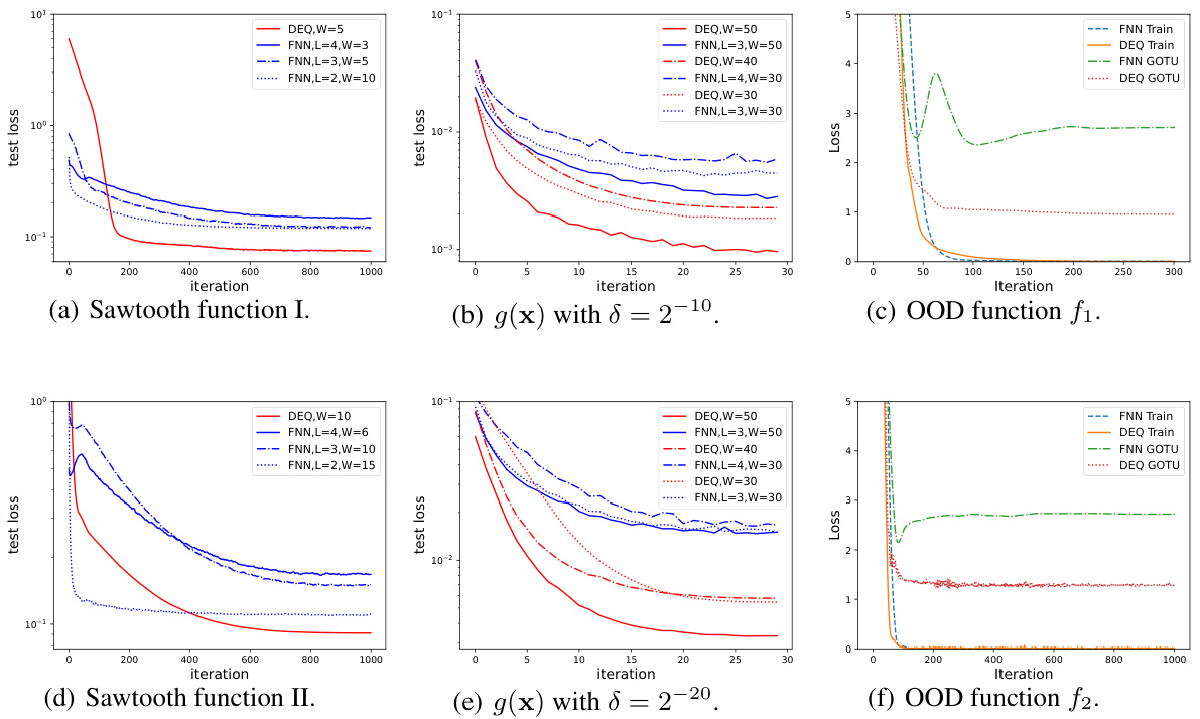 10¹
10⁰
10⁻¹
test loss
DEQ,W=5
FNN,L=4,W=3
FNN,L=3,W=5
FNN,L=2,W=10
0 200 400 600 800 1000
iteration
(a) Sawtooth function I.
10⁻¹
10⁻²
10⁻³
test loss
DEQ,W=50
FNN,L=3,W=50
DEQ,W=40
FNN,L=4,W=30
DEQ,W=30
FNN,L=3,W=30
0 5 10 15 20 25 30
iteration
(b) g(x) with δ = 2⁻¹⁰.
5
4
3
2
1
0
Loss
FNN Train
DEQ Train
FNN GOTU
DEQ GOTU
0 50 100 150 200 250 300
Iteration
(c) OOD function f₁.
10⁰
10⁻¹
test loss
DEQ,W=10
FNN,L=4,W=6
FNN,L=3,W=10
FNN,L=2,W=15
0 200 400 600 800 1000
iteration
(d) Sawtooth function II.
10⁻¹
10⁻²
test loss
DEQ,W=50
FNN,L=3,W=50
DEQ,W=40
FNN,L=4,W=30
DEQ,W=30
FNN,L=3,W=30
0 5 10 15 20 25 30
iteration
(e) g(x) with δ = 2⁻²⁰.
5
4
3
2
1
0
Loss
FNN Train
DEQ Train
FNN GOTU
DEQ GOTU
0 200 400 600 800 1000
Iteration
(f) OOD function f₂.